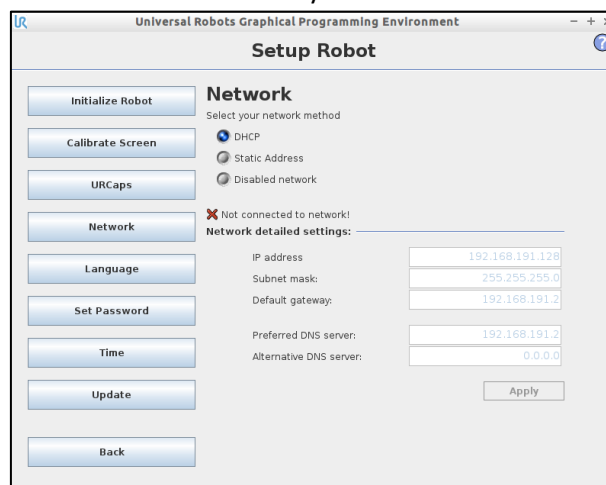 UR Universal Robots Graphical Programming Environment
Setup Robot
?
Initialize Robot
Calibrate Screen
URCaps
Network
Language
Set Password
Time
Update
Back
Network
Select your network method
DHCP
Static Address
Disabled network
Not connected to network!
Network detailed settings:
IP address 192.168.191.128
Subnet mask: 255.255.255.0
Default gateway: 192.168.191.2
Preferred DNS server: 192.168.191.2
Alternative DNS server: 0.0.0.0
Apply